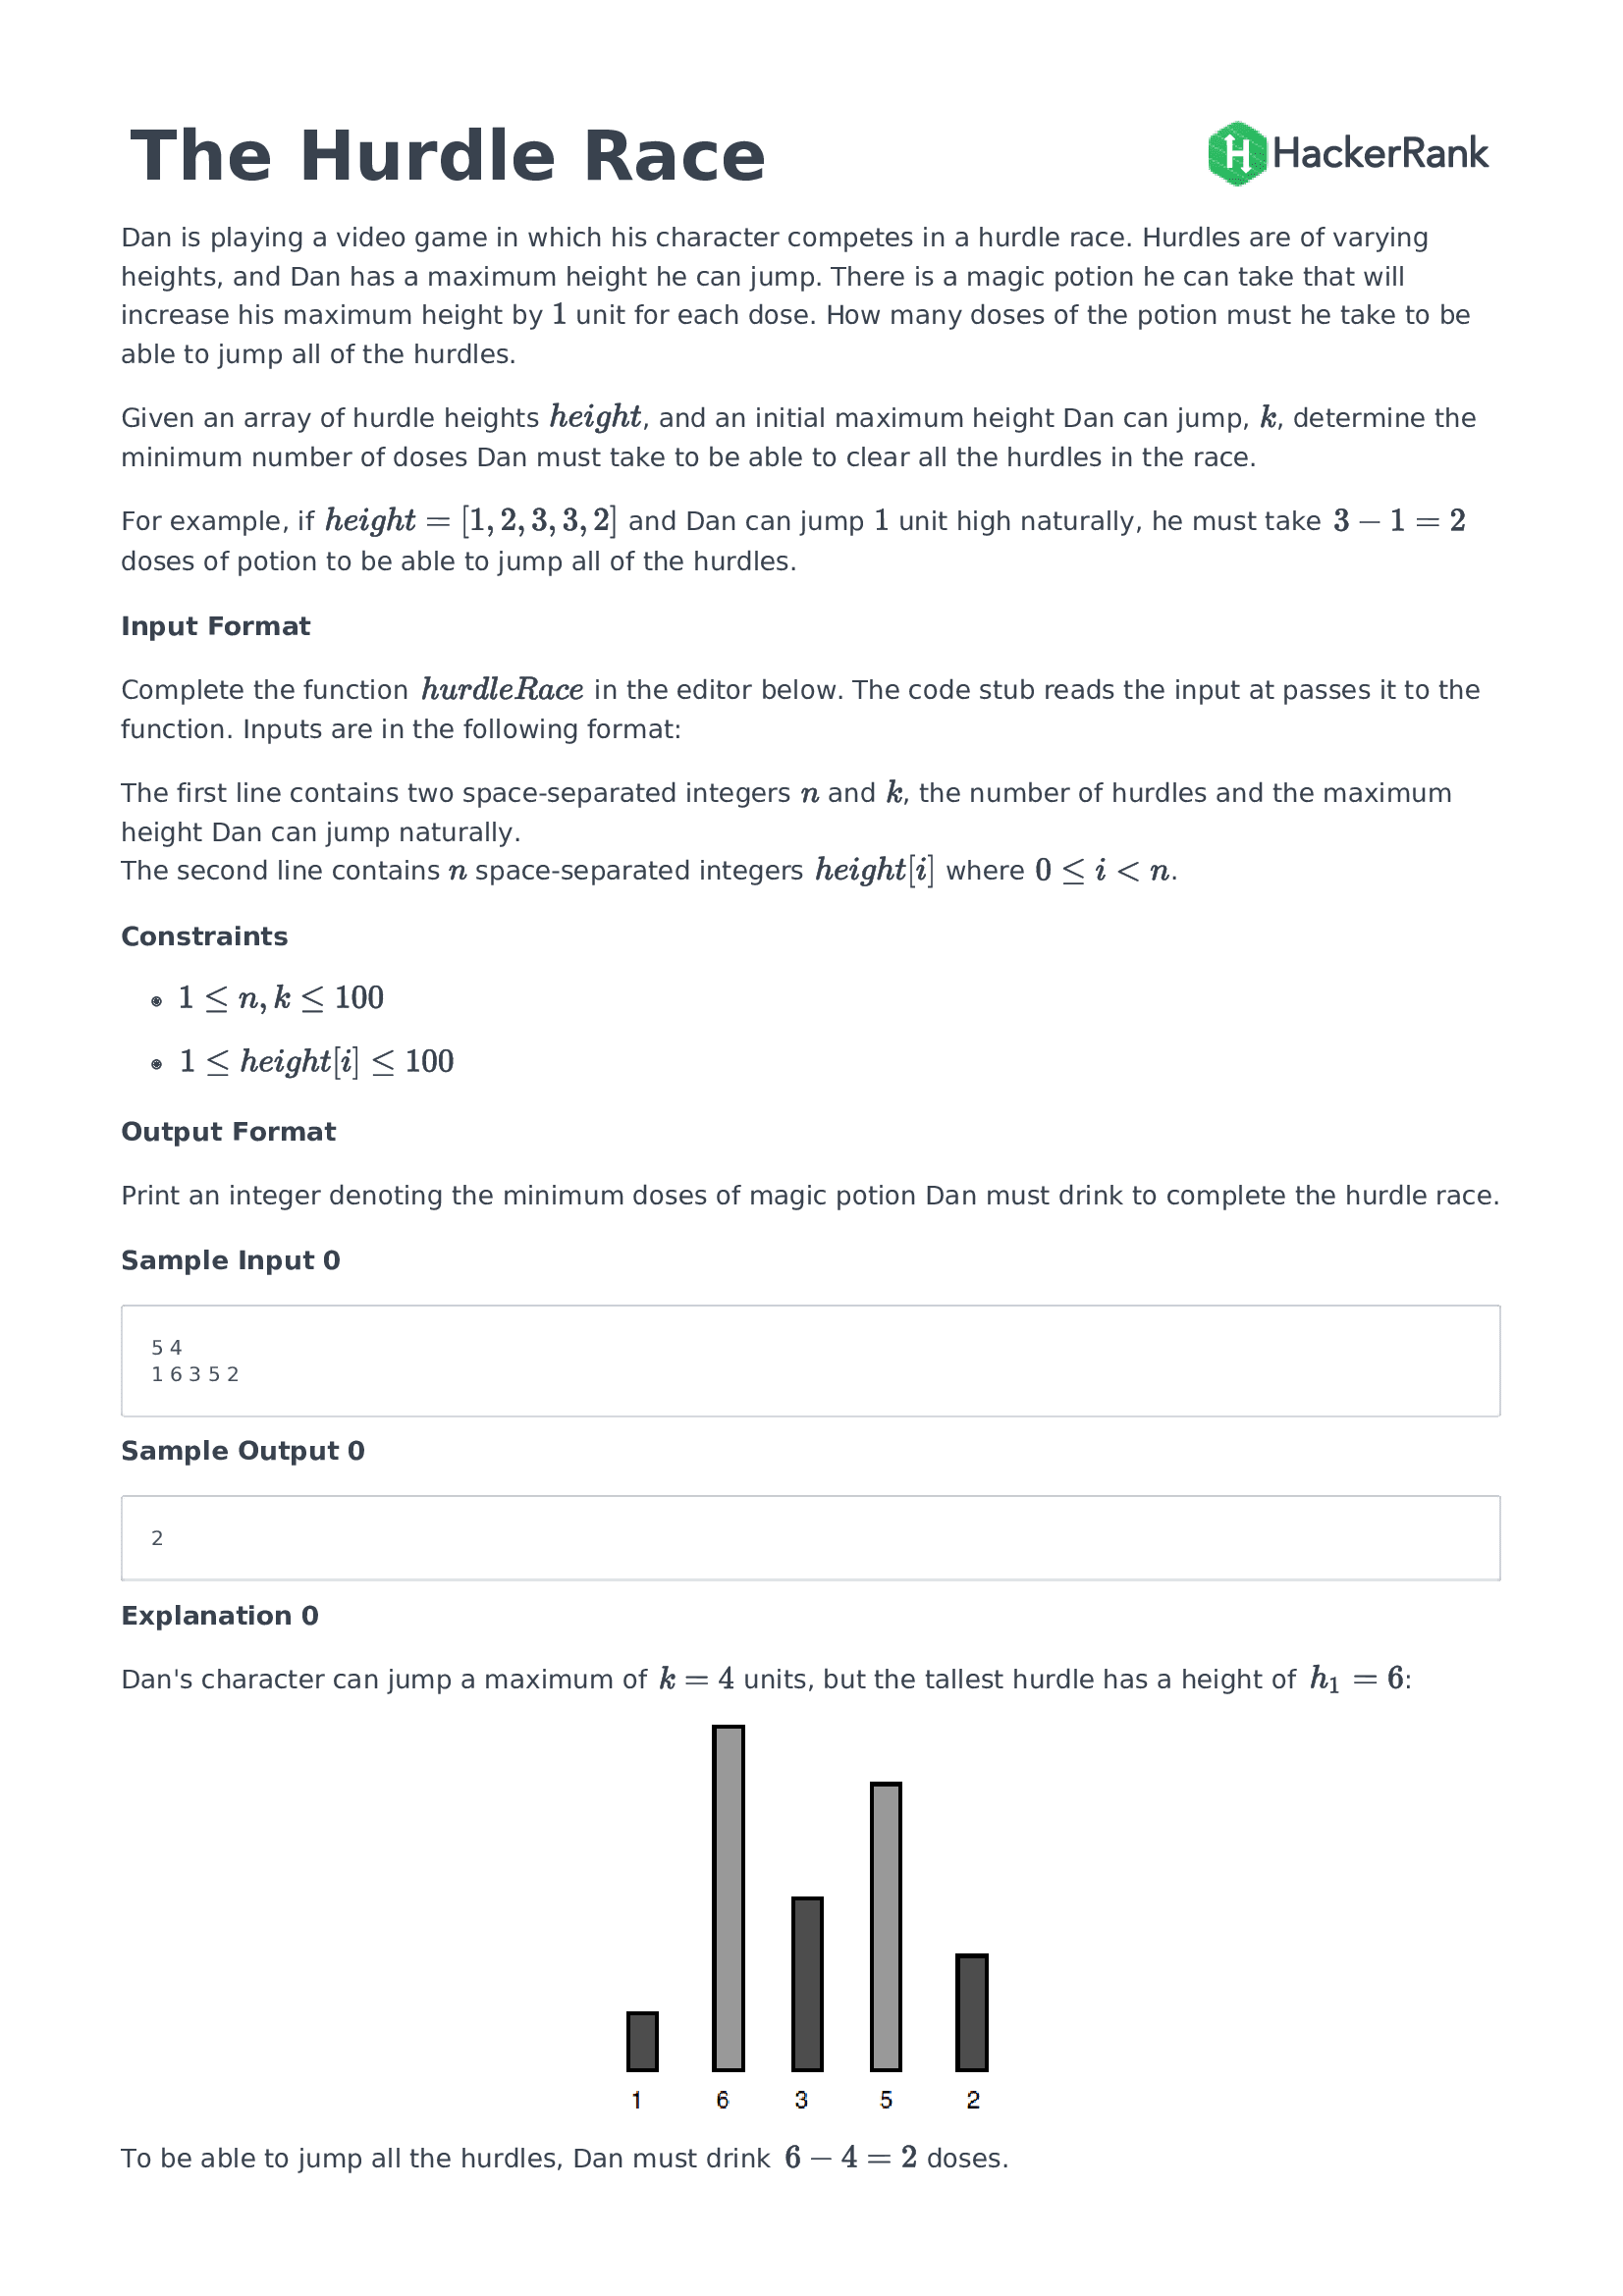 The Hurdle Race
HackerRank
Dan is playing a video game in which his character competes in a hurdle race. Hurdles are of varying
heights, and Dan has a maximum height he can jump. There is a magic potion he can take that will
increase his maximum height by 1 unit for each dose. How many doses of the potion must he take to be
able to jump all of the hurdles.
Given an array of hurdle heights height, and an initial maximum height Dan can jump, k, determine the
minimum number of doses Dan must take to be able to clear all the hurdles in the race.
For example, if height = [1, 2, 3, 3, 2] and Dan can jump 1 unit high naturally, he must take 3 − 1 = 2
doses of potion to be able to jump all of the hurdles.
Input Format
Complete the function hurdleRace in the editor below. The code stub reads the input at passes it to the
function. Inputs are in the following format:
The first line contains two space-separated integers n and k, the number of hurdles and the maximum
height Dan can jump naturally.
The second line contains n space-separated integers height[i] where 0 ≤ i < n.
Constraints
• 1 ≤ n, k ≤ 100
• 1 ≤ height[i] ≤ 100
Output Format
Print an integer denoting the minimum doses of magic potion Dan must drink to complete the hurdle race.
Sample Input 0
5 4
1 6 3 5 2
Sample Output 0
2
Explanation 0
Dan's character can jump a maximum of k = 4 units, but the tallest hurdle has a height of h₁ = 6:
1 6 3 5 2
To be able to jump all the hurdles, Dan must drink 6 − 4 = 2 doses.